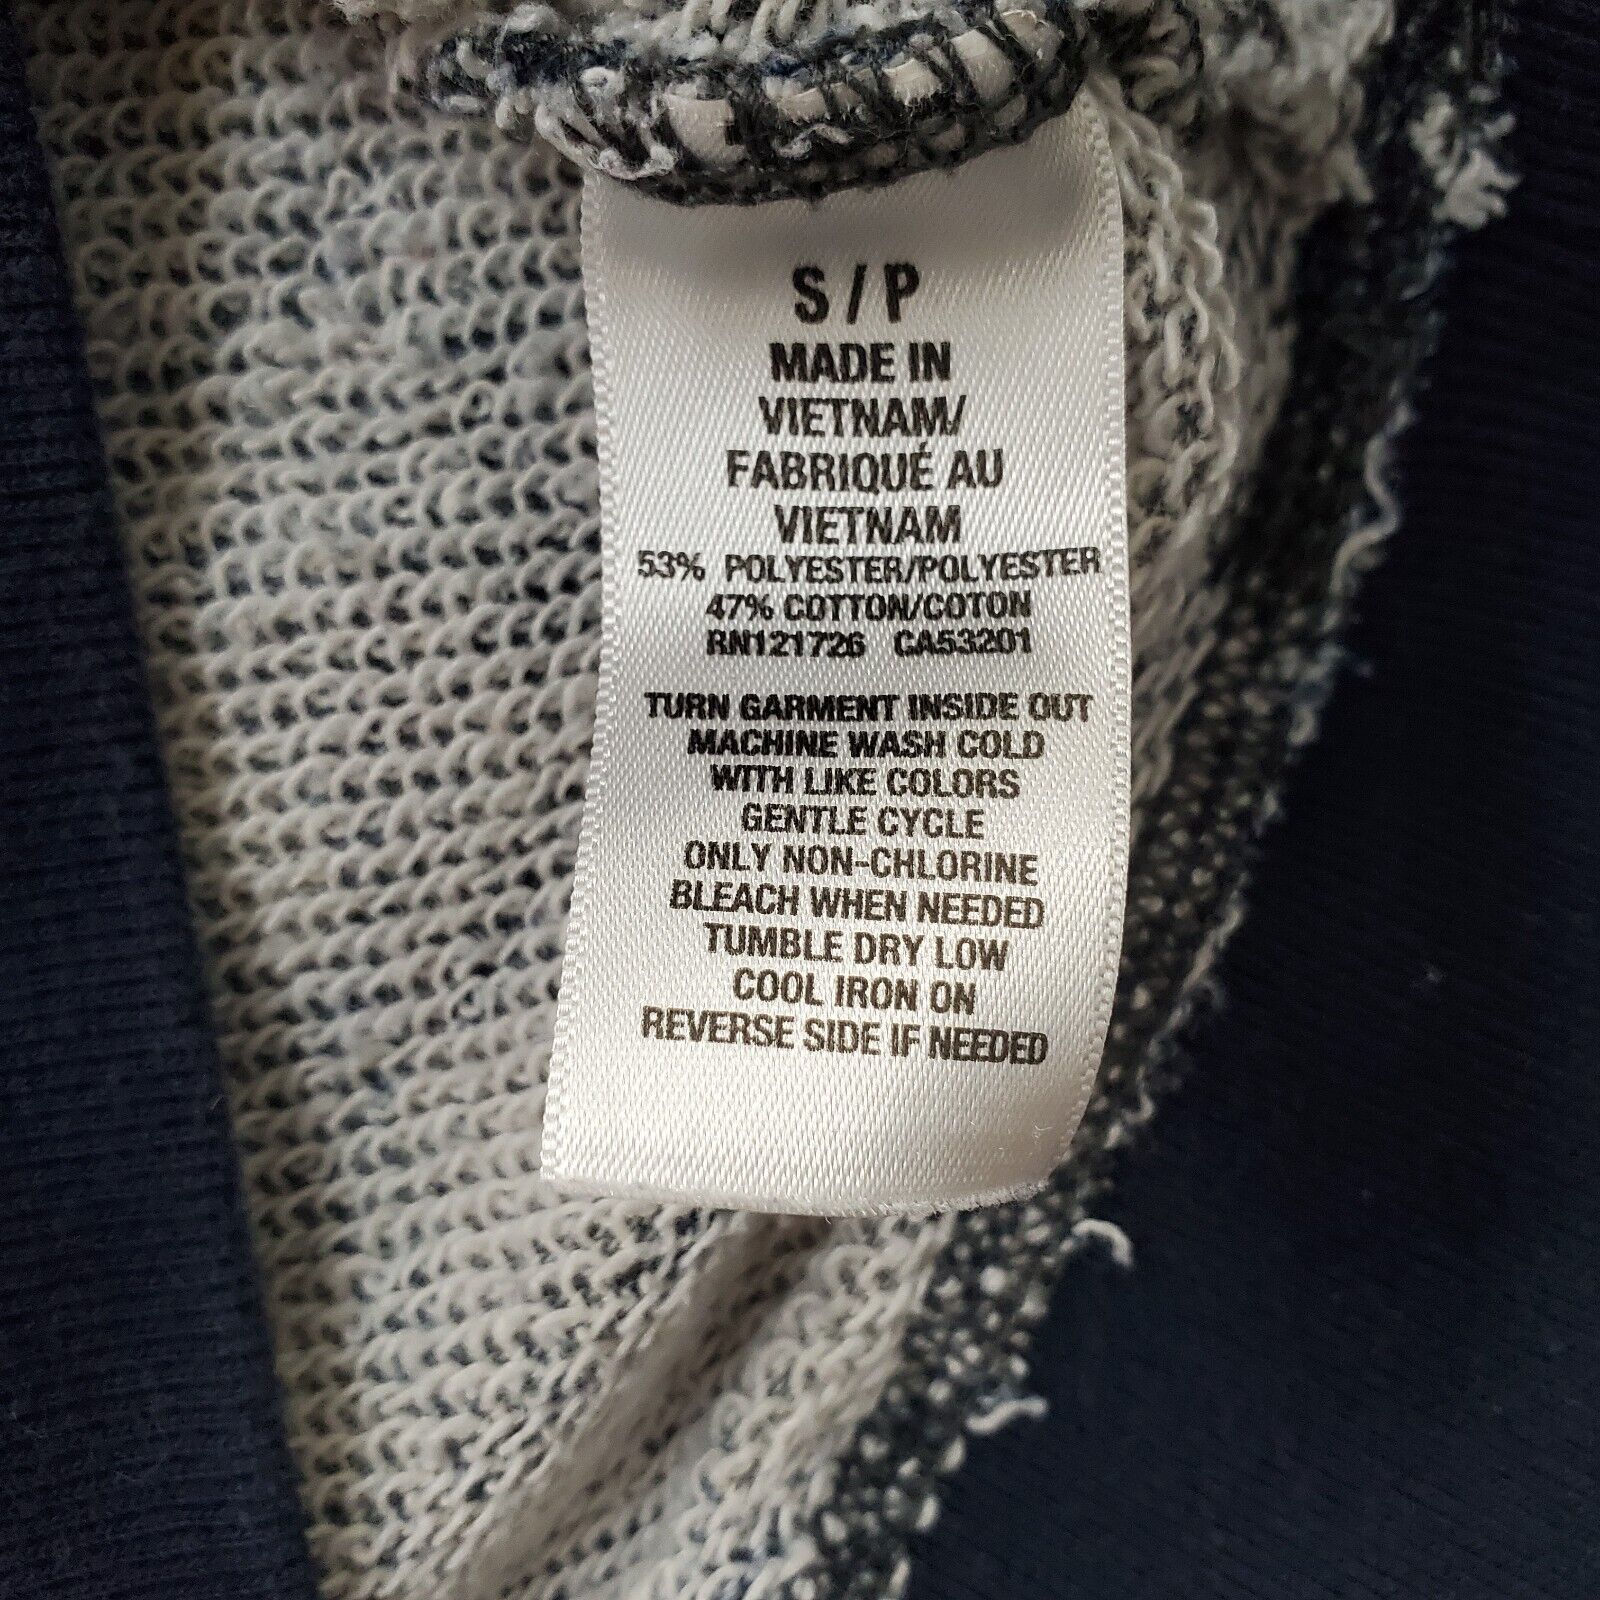 S / P
MADE IN
VIETNAM/
FABRIQUÉ AU
VIETNAM
53% POLYESTER/POLYESTER
47% COTTON/COTON
RN121726 CA53201
TURN GARMENT INSIDE OUT
MACHINE WASH COLD
WITH LIKE COLORS
GENTLE CYCLE
ONLY NON-CHLORINE
BLEACH WHEN NEEDED
TUMBLE DRY LOW
COOL IRON ON
REVERSE SIDE IF NEEDED